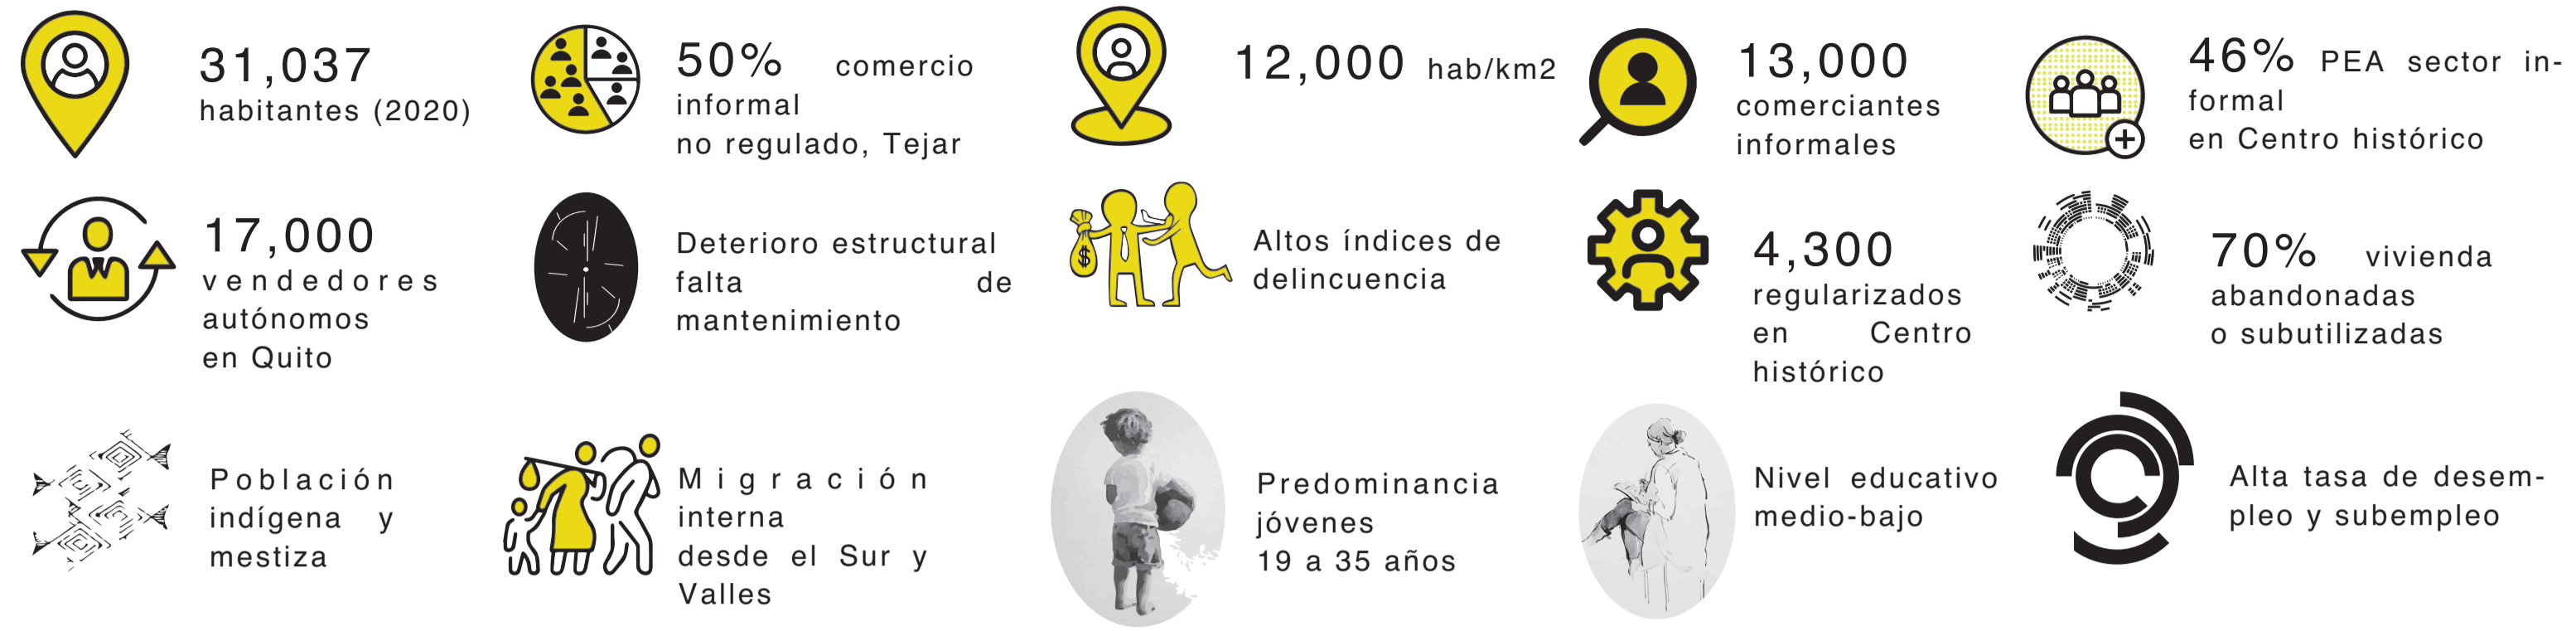 31,037
habitantes (2020)
50% comercio
informal
no regulado, Tejar
12,000 hab/km2
13,000
comerciantes
informales
46% PEA sector in-
formal
en Centro histórico
17,000
vendedores
autónomos
en Quito
Deterioro estructural
falta de
mantenimiento
$
Altos índices de
delincuencia
4,300
regularizados
en Centro
histórico
70% vivienda
abandonadas
o subutilizadas
Población
indígena y
mestiza
Migración
interna
desde el Sur y
Valles
Predominancia
jóvenes
19 a 35 años
Nivel educativo
medio-bajo
Alta tasa de desem-
pleo y subempleo